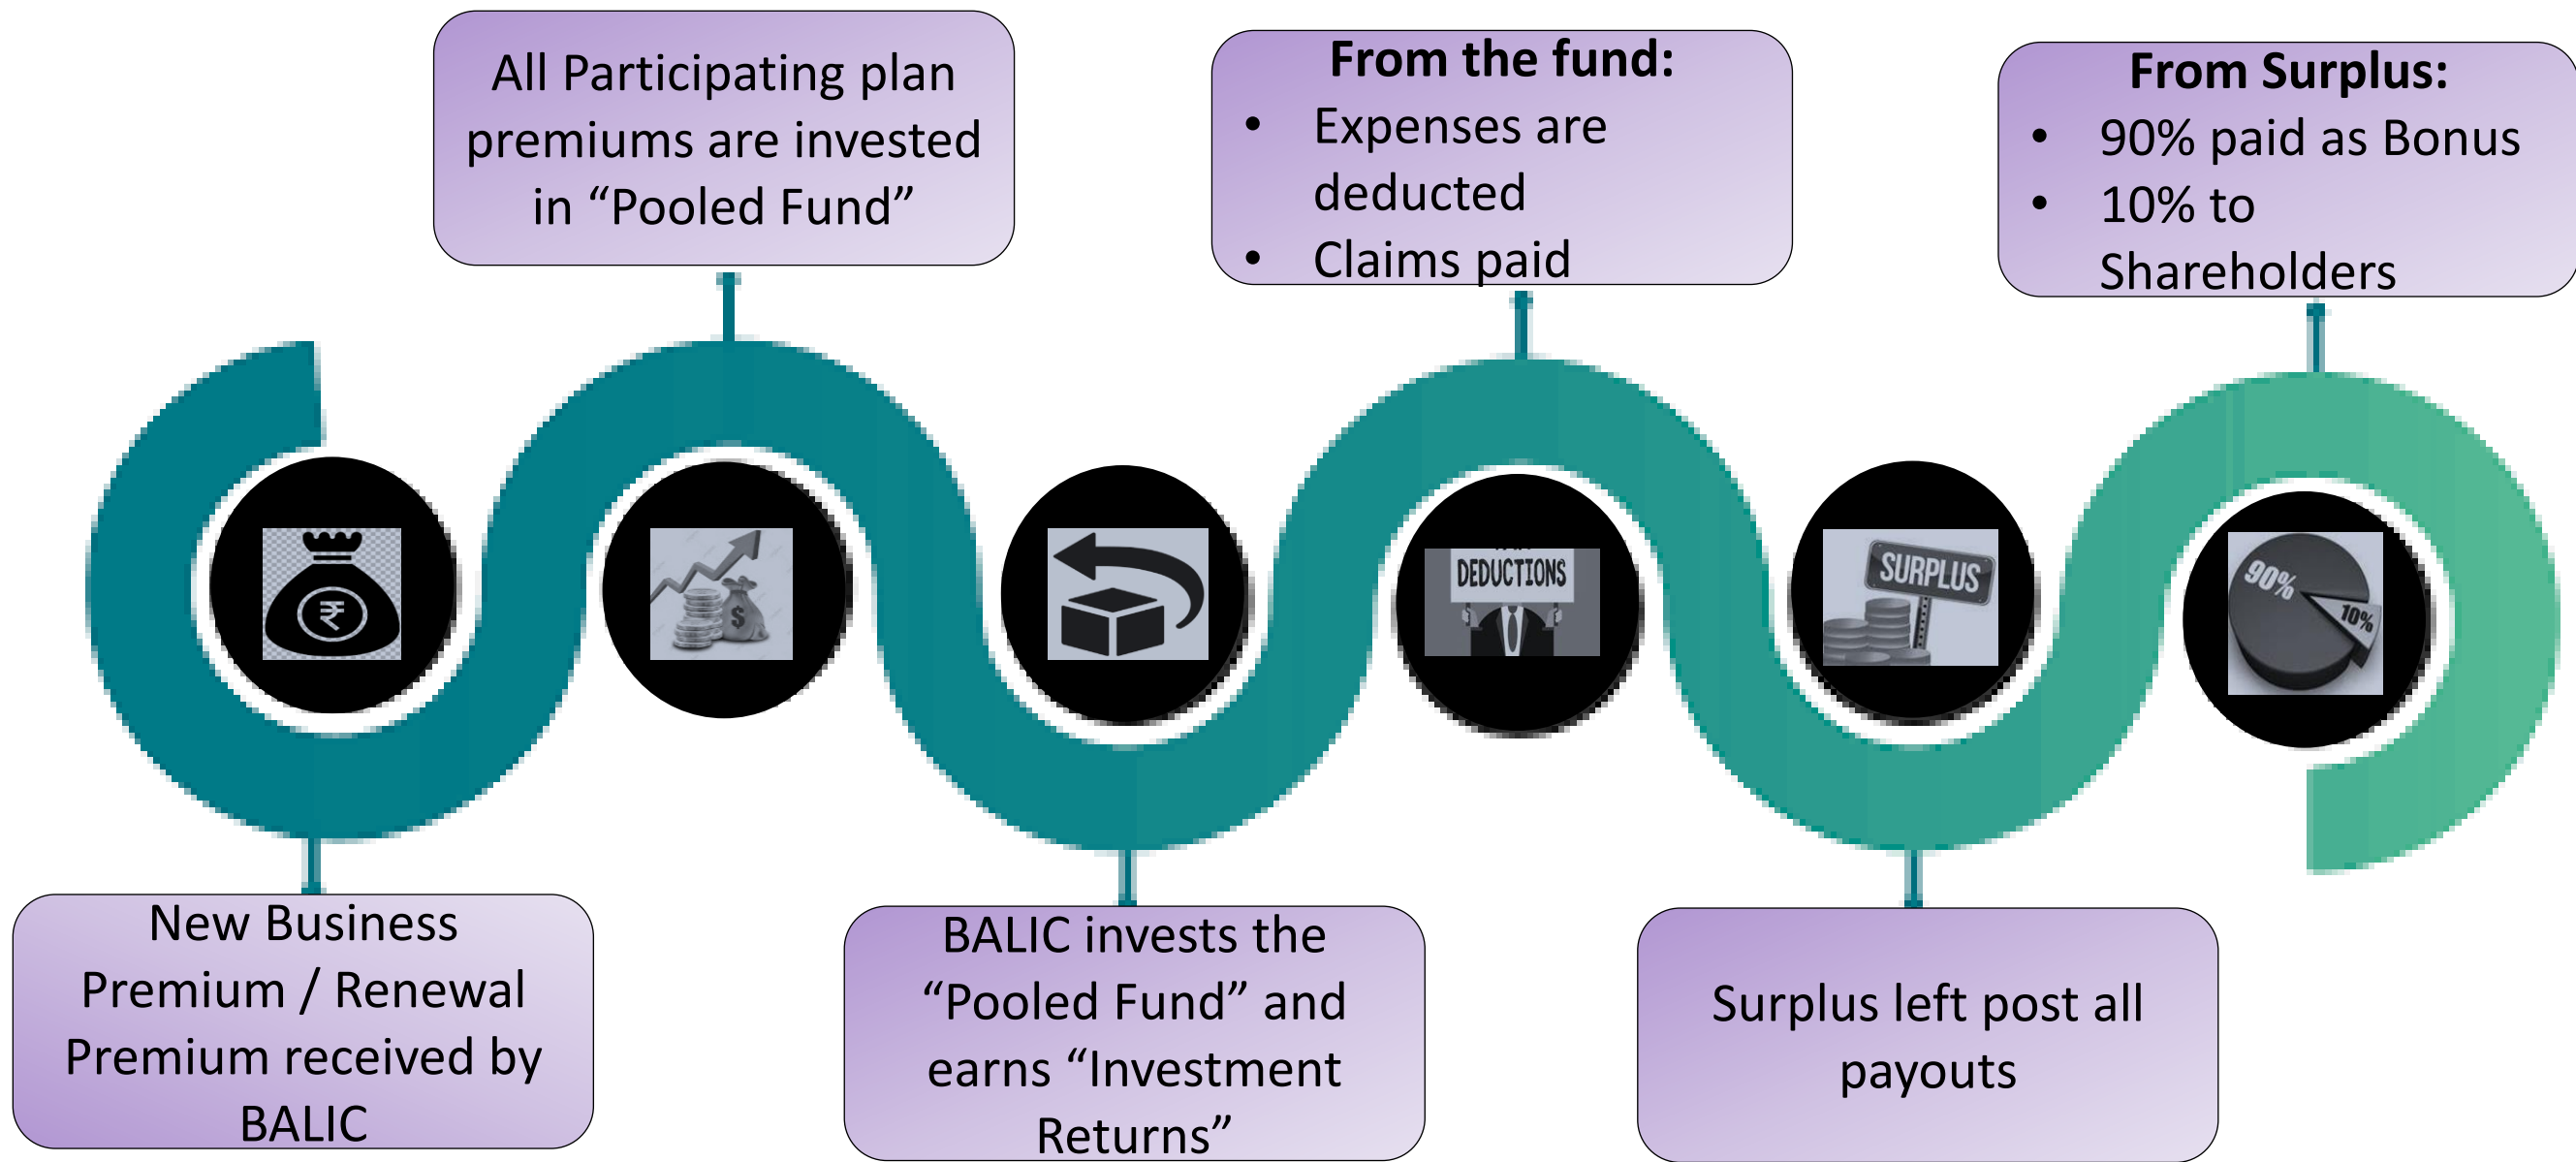 All Participating plan
premiums are invested
in “Pooled Fund”
From the fund:
• Expenses are
deducted
• Claims paid
From Surplus:
• 90% paid as Bonus
• 10% to
Shareholders
₹
$
DEDUCTIONS
SURPLUS
90%
10%
New Business
Premium / Renewal
Premium received by
BALIC
BALIC invests the
“Pooled Fund” and
earns “Investment
Returns”
Surplus left post all
payouts